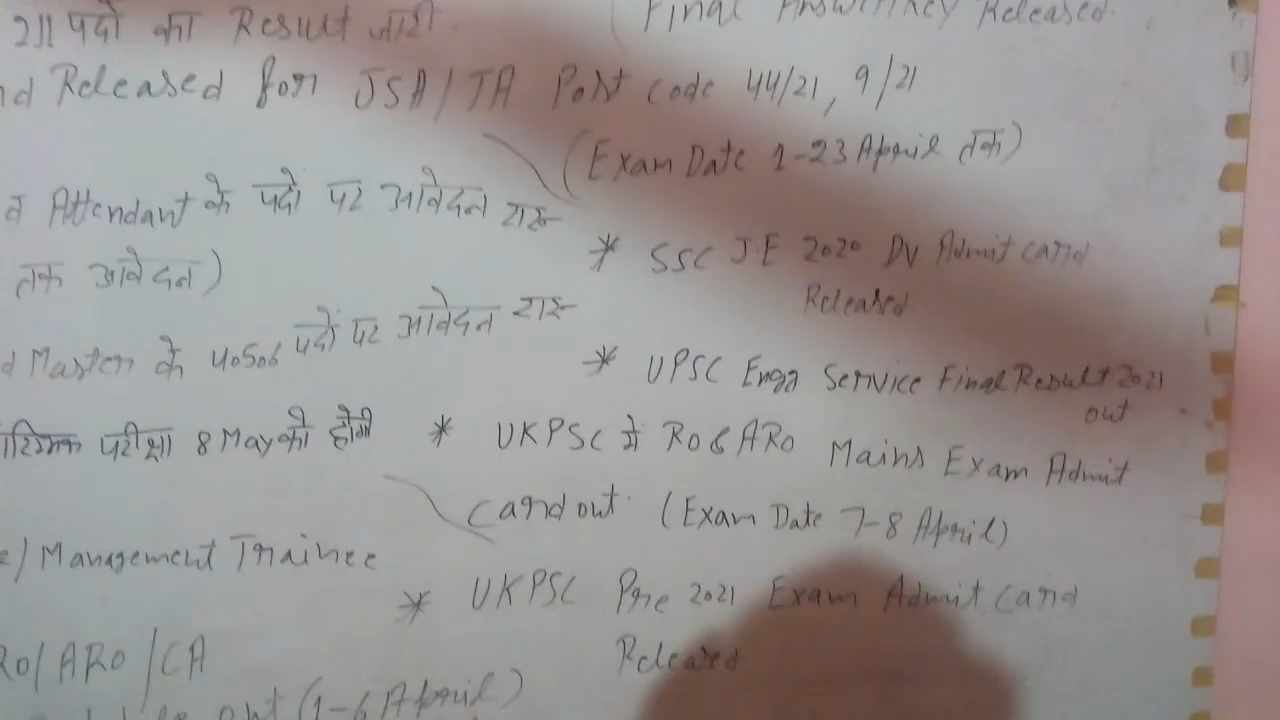 211 पदो का Result जारी
Final Answer Key Released
Released for JSA/TA Post code 44/21, 9/21
(Exam Date 1-23 April तक)
व Attendant के पदो पर आवेदन शुरू
तक आवेदन)
* SSC JE 2020 DV Admit card
Released
Master के 40506 पदों पर आवेदन शुरू
* UPSC Engg Service Final Result 2021
out
परीक्षा 8 May को होगी
* UKPSC मे RO & ARO Mains Exam Admit
card out (Exam Date 7-8 April)
/Management Trainee
* UKPSC Pre 2021 Exam Admit card
Released
RO/ARO/CA
out (1-6 April)